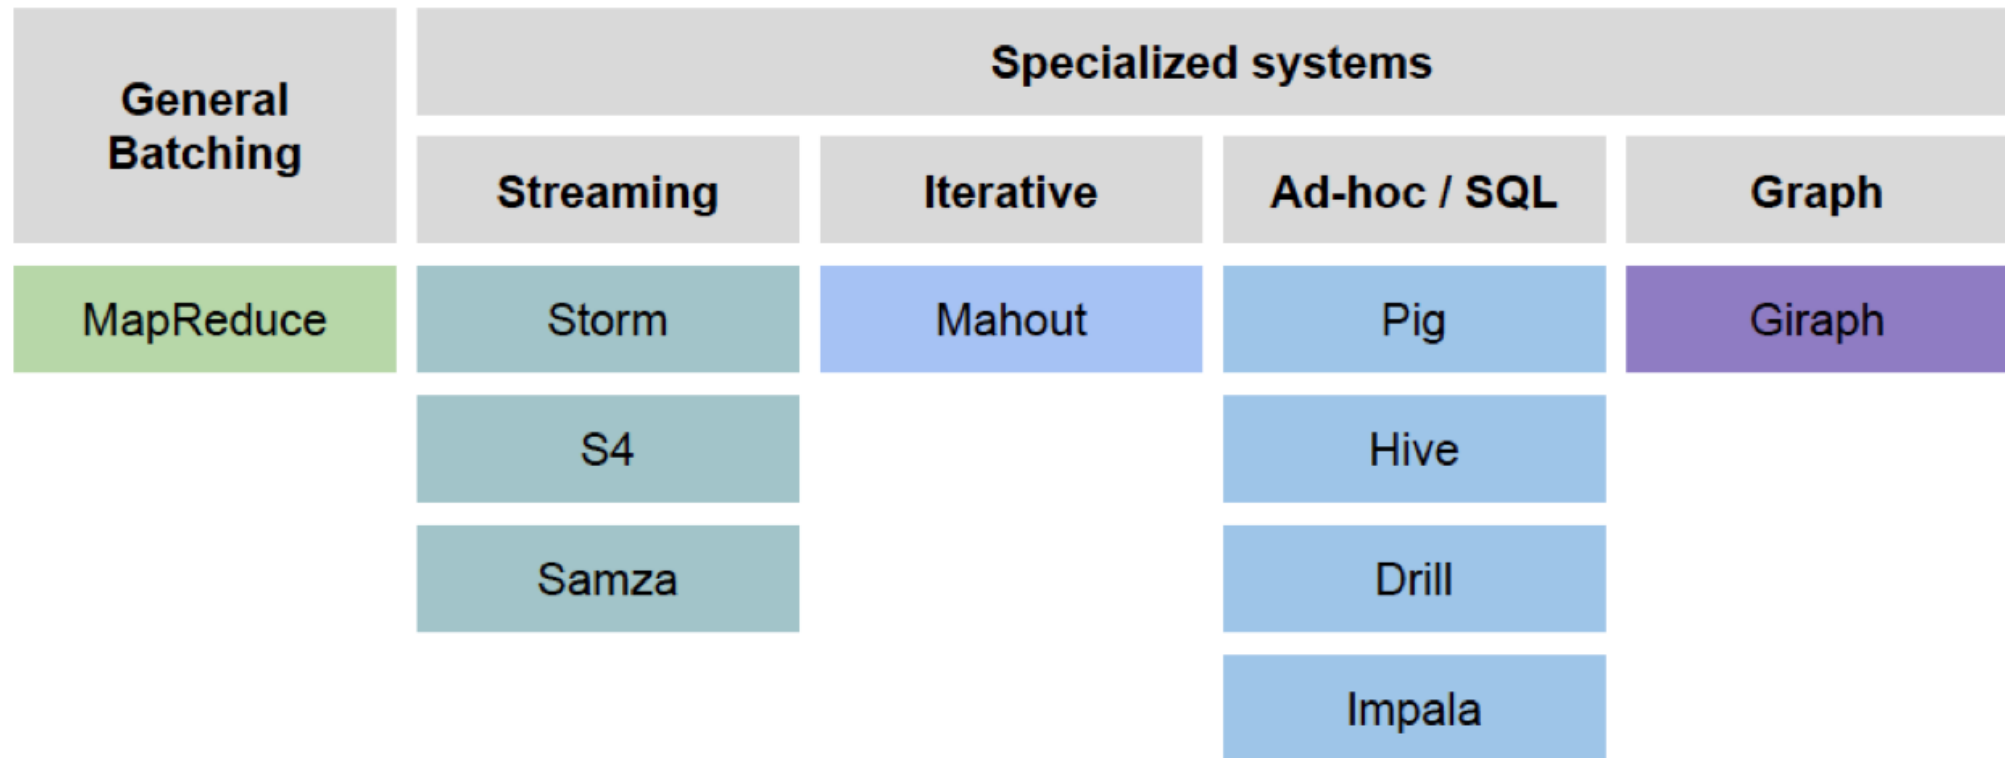 General
Batching
Specialized systems
Streaming
Iterative
Ad-hoc / SQL
Graph
MapReduce
Storm
Mahout
Pig
Giraph
S4
Hive
Samza
Drill
Impala